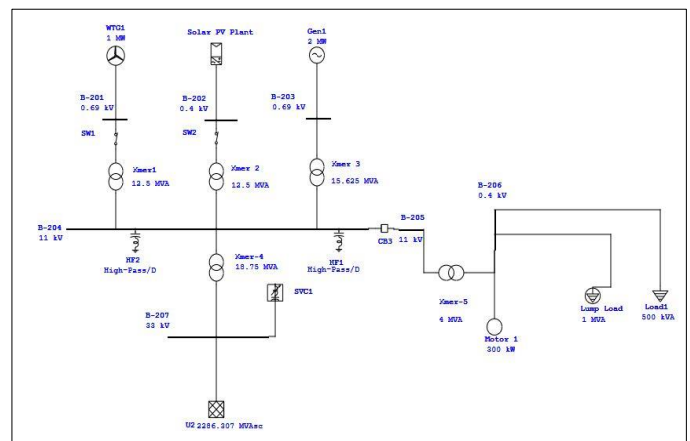 WTG1
1 MW
Solar PV Plant
Gen1
2 MW
B-201
0.69 kV
B-202
0.4 kV
B-203
0.69 kV
SW1
SW2
Xmer1
12.5 MVA
Xmer 2
12.5 MVA
Xmer 3
15.625 MVA
B-206
0.4 kV
B-204
11 kV
B-205
11 kV
CB3
HF2
High-Pass/D
Xmer-4
18.75 MVA
HF1
High-Pass/D
SVC1
Xmer-5
4 MVA
Lump Load
1 MVA
Load1
500 kVA
Motor 1
300 kW
B-207
33 kV
U2 2286.307 MVAsc